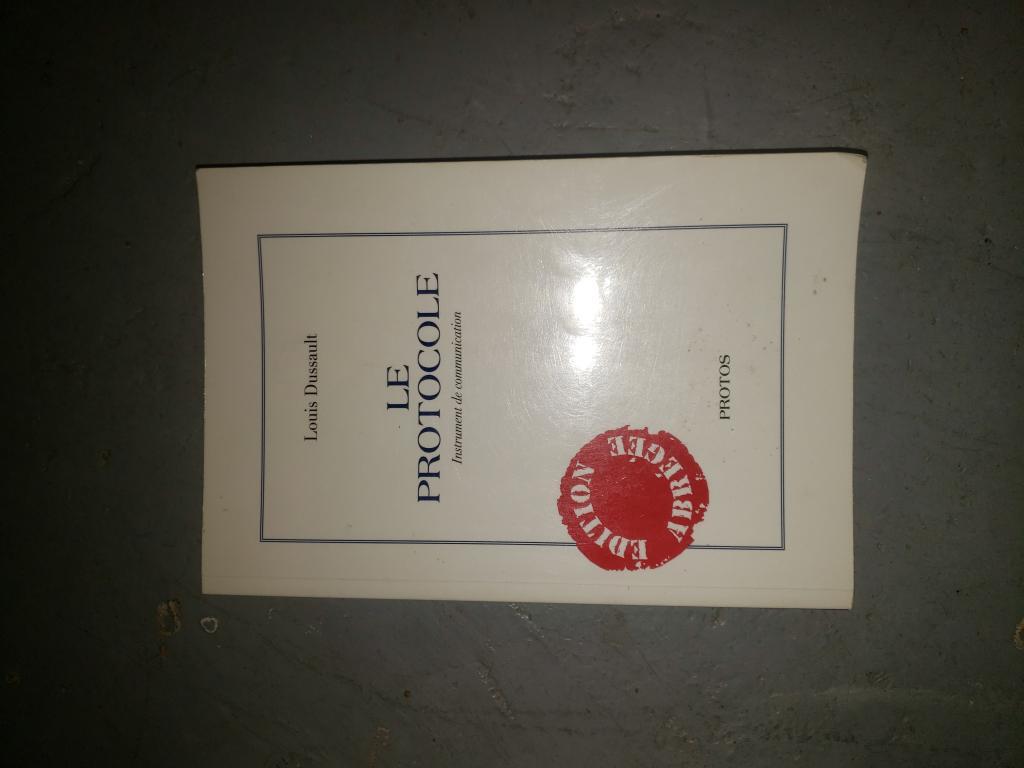 Louis Dussault
LE
PROTOCOLE
Instrument de communication
ÉDITION
ABRÉGÉE
PROTOS